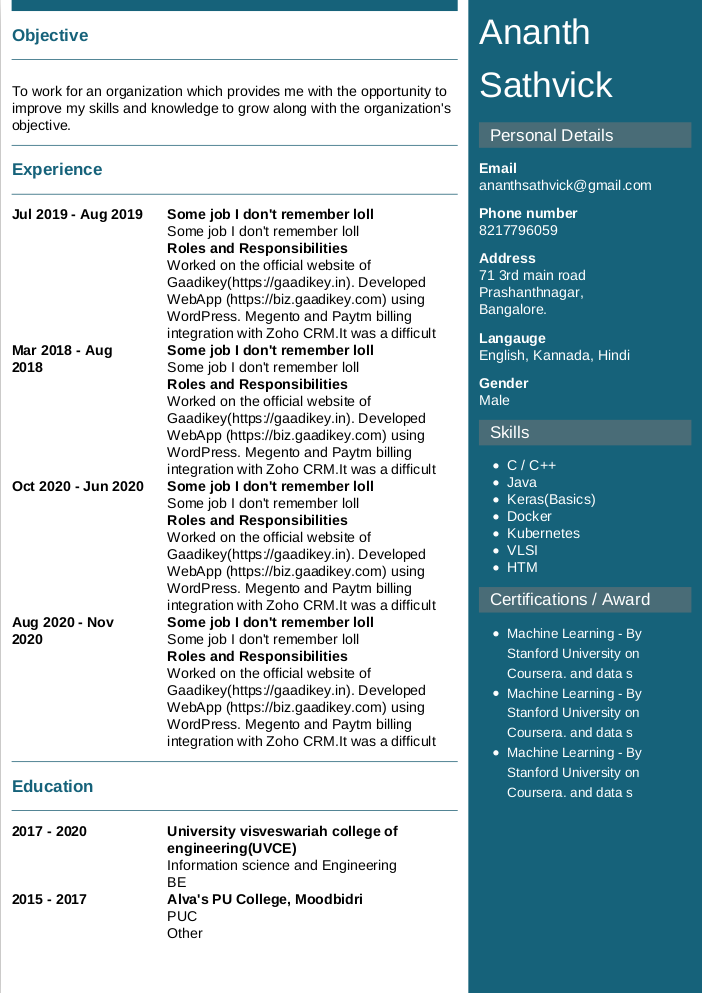 Objective
To work for an organization which provides me with the opportunity to
improve my skills and knowledge to grow along with the organization's
objective.
Experience
Jul 2019 - Aug 2019
Some job I don't remember loll
Some job I don't remember loll
Roles and Responsibilities
Worked on the official website of
Gaadikey(https://gaadikey.in). Developed
WebApp (https://biz.gaadikey.com) using
WordPress. Megento and Paytm billing
integration with Zoho CRM.It was a difficult
Mar 2018 - Aug
2018
Some job I don't remember loll
Some job I don't remember loll
Roles and Responsibilities
Worked on the official website of
Gaadikey(https://gaadikey.in). Developed
WebApp (https://biz.gaadikey.com) using
WordPress. Megento and Paytm billing
integration with Zoho CRM.It was a difficult
Oct 2020 - Jun 2020
Some job I don't remember loll
Some job I don't remember loll
Roles and Responsibilities
Worked on the official website of
Gaadikey(https://gaadikey.in). Developed
WebApp (https://biz.gaadikey.com) using
WordPress. Megento and Paytm billing
integration with Zoho CRM.It was a difficult
Aug 2020 - Nov
2020
Some job I don't remember loll
Some job I don't remember loll
Roles and Responsibilities
Worked on the official website of
Gaadikey(https://gaadikey.in). Developed
WebApp (https://biz.gaadikey.com) using
WordPress. Megento and Paytm billing
integration with Zoho CRM.It was a difficult
Education
2017 - 2020
University visveswariah college of
engineering(UVCE)
Information science and Engineering
BE
2015 - 2017
Alva's PU College, Moodbidri
PUC
Other
Ananth
Sathvick
Personal Details
Email
ananthsathvick@gmail.com
Phone number
8217796059
Address
71 3rd main road
Prashanthnagar,
Bangalore.
Langauge
English, Kannada, Hindi
Gender
Male
Skills
• C / C++
• Java
• Keras(Basics)
• Docker
• Kubernetes
• VLSI
• HTM
Certifications / Award
• Machine Learning - By
Stanford University on
Coursera. and data s
• Machine Learning - By
Stanford University on
Coursera. and data s
• Machine Learning - By
Stanford University on
Coursera. and data s